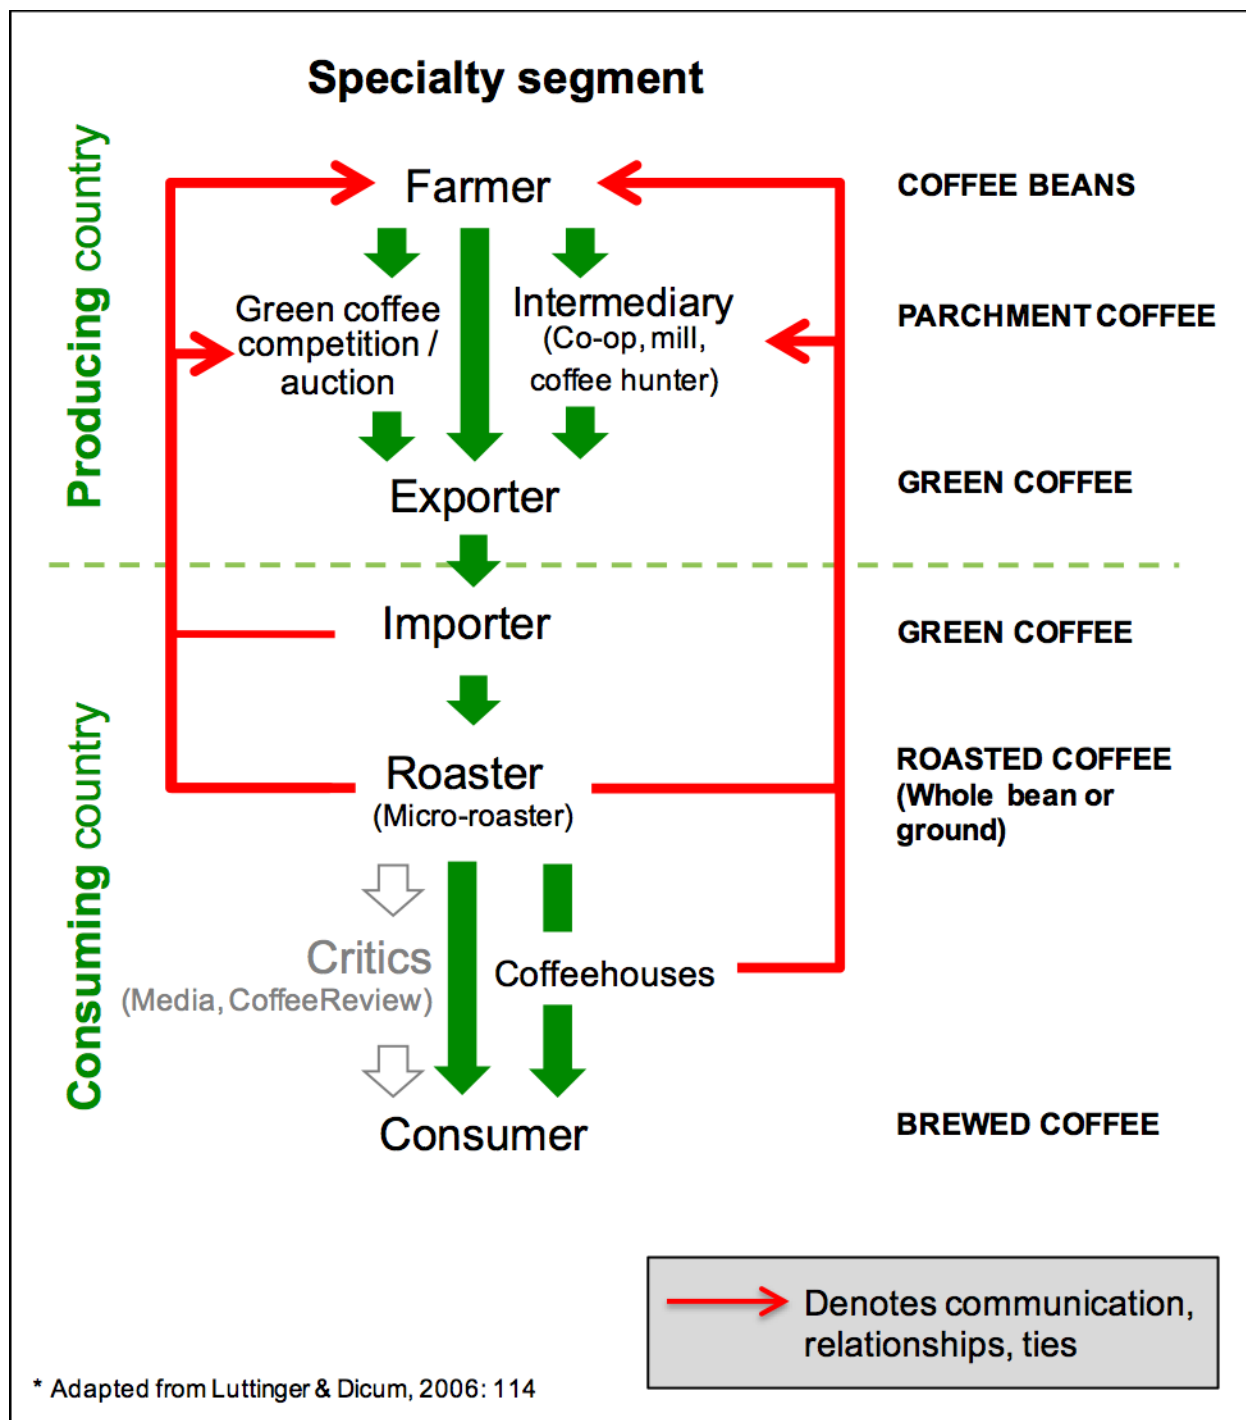 Specialty segment
Producing country
Farmer
COFFEE BEANS
Green coffee
competition /
auction
Intermediary
(Co-op, mill,
coffee hunter)
PARCHMENT COFFEE
Exporter
GREEN COFFEE
Consuming country
Importer
GREEN COFFEE
Roaster
(Micro-roaster)
ROASTED COFFEE
(Whole bean or
ground)
Critics
(Media, CoffeeReview)
Coffeehouses
Consumer
BREWED COFFEE
Denotes communication,
relationships, ties
* Adapted from Luttinger & Dicum, 2006: 114